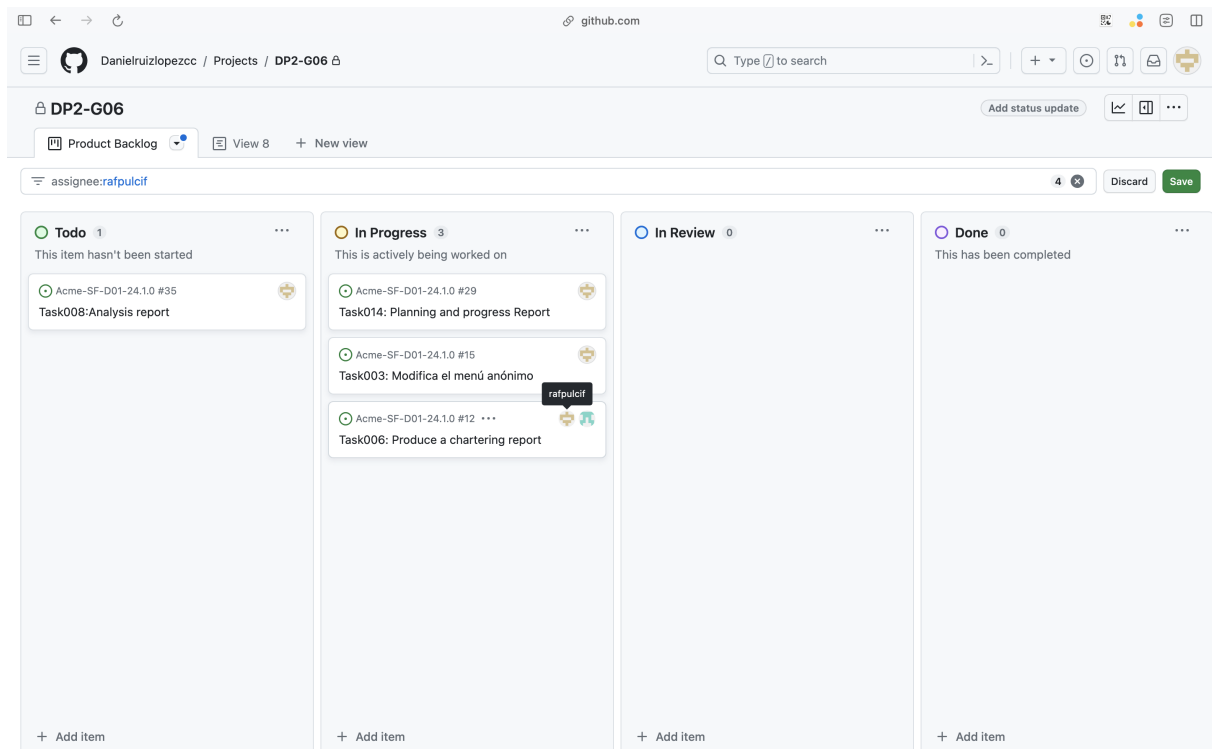 github.com
Danielruizlopezcc / Projects / DP2-G06
Type / to search
DP2-G06
Add status update
Product Backlog
View 8
New view
assignee:rafpulcif
4
Discard
Save
Todo 1
This item hasn't been started
Acme-SF-D01-24.1.0 #35
Task008:Analysis report
Add item
In Progress 3
This is actively being worked on
Acme-SF-D01-24.1.0 #29
Task014: Planning and progress Report
Acme-SF-D01-24.1.0 #15
Task003: Modifica el menú anónimo
rafpulcif
Acme-SF-D01-24.1.0 #12
Task006: Produce a chartering report
Add item
In Review 0
Add item
Done 0
This has been completed
Add item